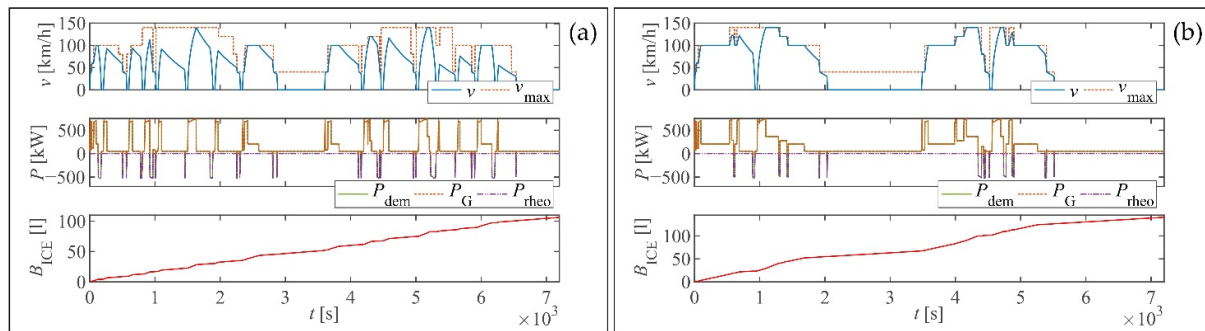 (a)
v [km/h]
150
100
50
0
v v_max
P [kW]
500
0
−500
P_dem P_G P_rheo
B_ICE [l]
100
50
0
0 1 2 3 4 5 6 7
t [s]
× 10^3
(b)
v [km/h]
150
100
50
0
v v_max
P [kW]
500
0
−500
P_dem P_G P_rheo
B_ICE [l]
100
50
0
0 1 2 3 4 5 6 7
t [s]
× 10^3